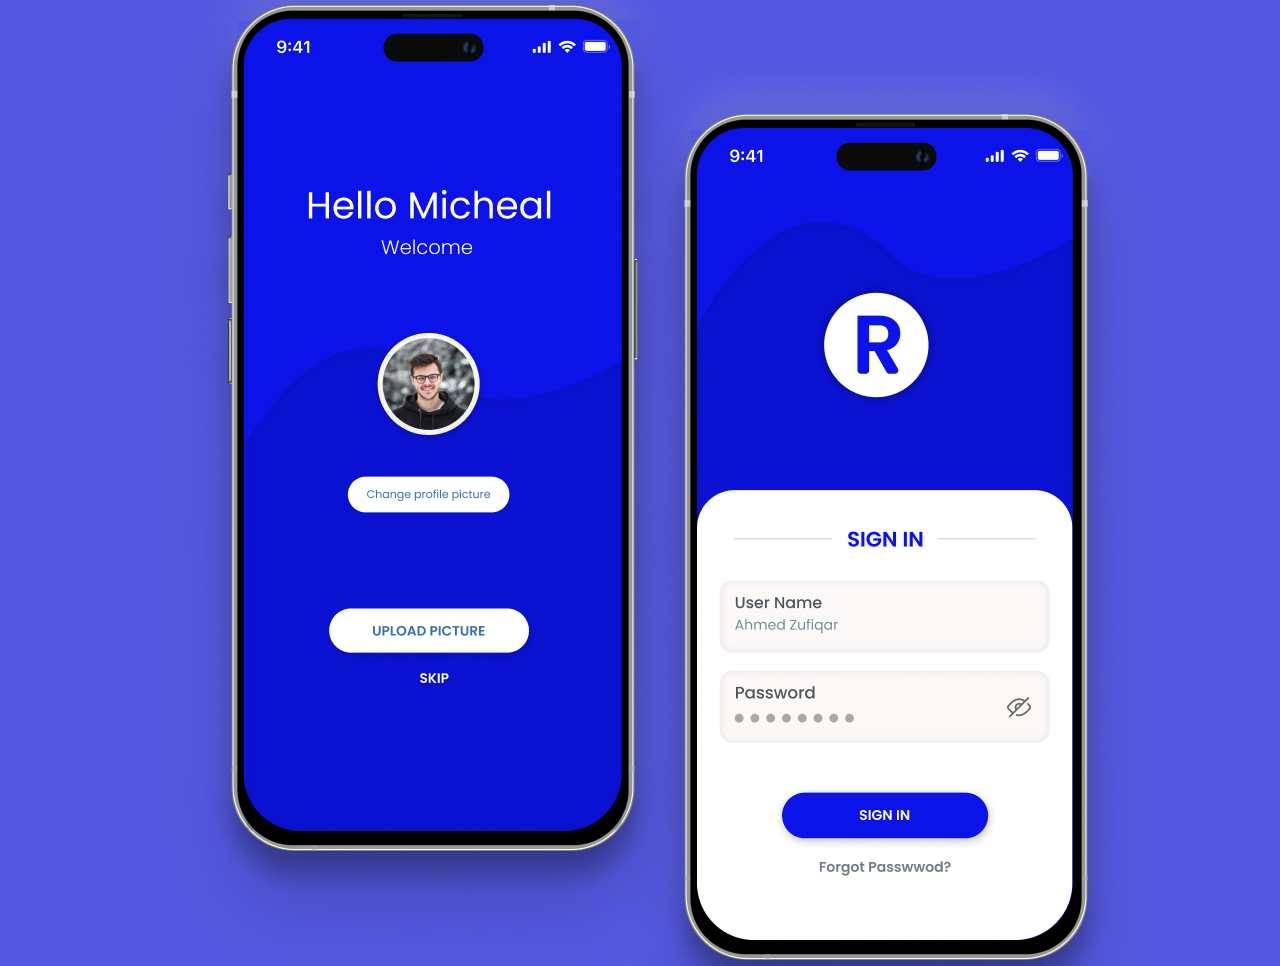 9:41
Hello Micheal
Welcome
Change profile picture
UPLOAD PICTURE
SKIP
9:41
R
SIGN IN
User Name
Ahmed Zufiqar
Password
SIGN IN
Forgot Passwwod?